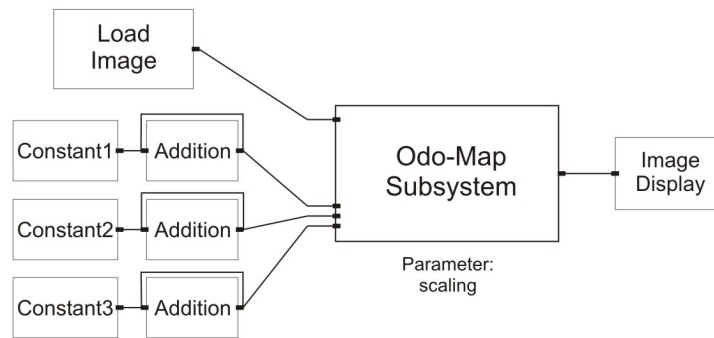 Load
Image
Constant1
Addition
Constant2
Addition
Constant3
Addition
Odo-Map
Subsystem
Parameter:
scaling
Image
Display